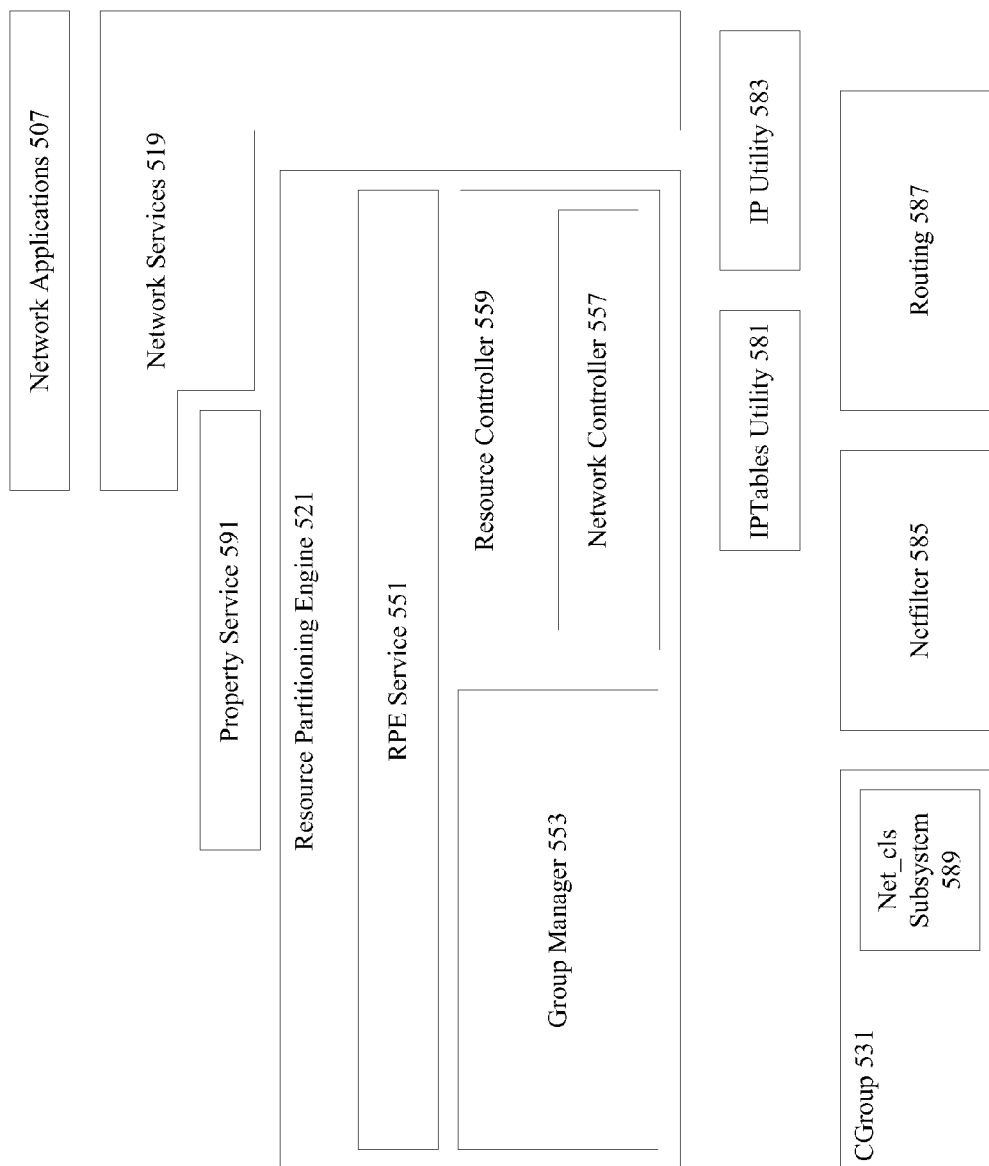 Network Applications 507
Network Services 519
Property Service 591
Resource Partitioning Engine 521
RPE Service 551
Resource Controller 559
Network Controller 557
Group Manager 553
IP Utility 583
IPTables Utility 581
Routing 587
Netfilter 585
CGroup 531
Net_cls
Subsystem
589